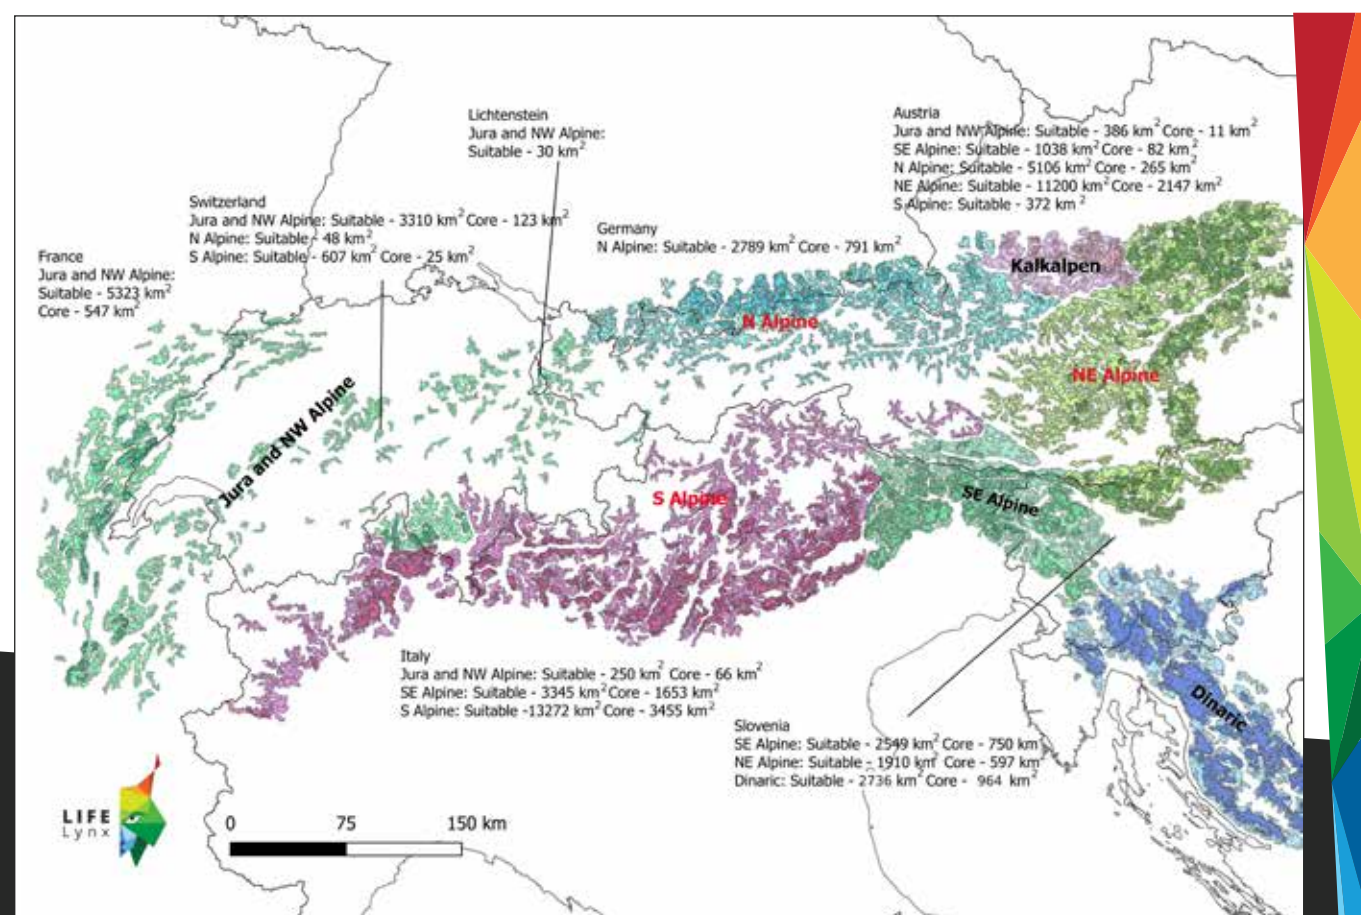 Austria
Jura and NW Alpine: Suitable - 386 km² Core - 11 km²
SE Alpine: Suitable - 1038 km² Core - 82 km²
N Alpine: Suitable - 5106 km² Core - 265 km²
NE Alpine: Suitable - 11200 km² Core - 2147 km²
S Alpine: Suitable - 372 km²
Lichtenstein
Jura and NW Alpine:
Suitable - 30 km²
Switzerland
Jura and NW Alpine: Suitable - 3310 km² Core - 123 km²
N Alpine: Suitable - 48 km²
S Alpine: Suitable - 607 km² Core - 25 km²
Germany
N Alpine: Suitable - 2789 km² Core - 791 km²
France
Jura and NW Alpine:
Suitable - 5323 km²
Core - 547 km²
Kalkalpen
N Alpine
NE Alpine
Jura and NW Alpine
S Alpine
SE Alpine
Dinaric
Italy
Jura and NW Alpine: Suitable - 250 km² Core - 66 km²
SE Alpine: Suitable - 3345 km² Core - 1653 km²
S Alpine: Suitable -13272 km² Core - 3455 km²
Slovenia
SE Alpine: Suitable - 2549 km² Core - 750 km²
NE Alpine: Suitable - 1910 km² Core - 597 km²
Dinaric: Suitable - 2736 km² Core - 964 km²
LIFE
Lynx
0 75 150 km